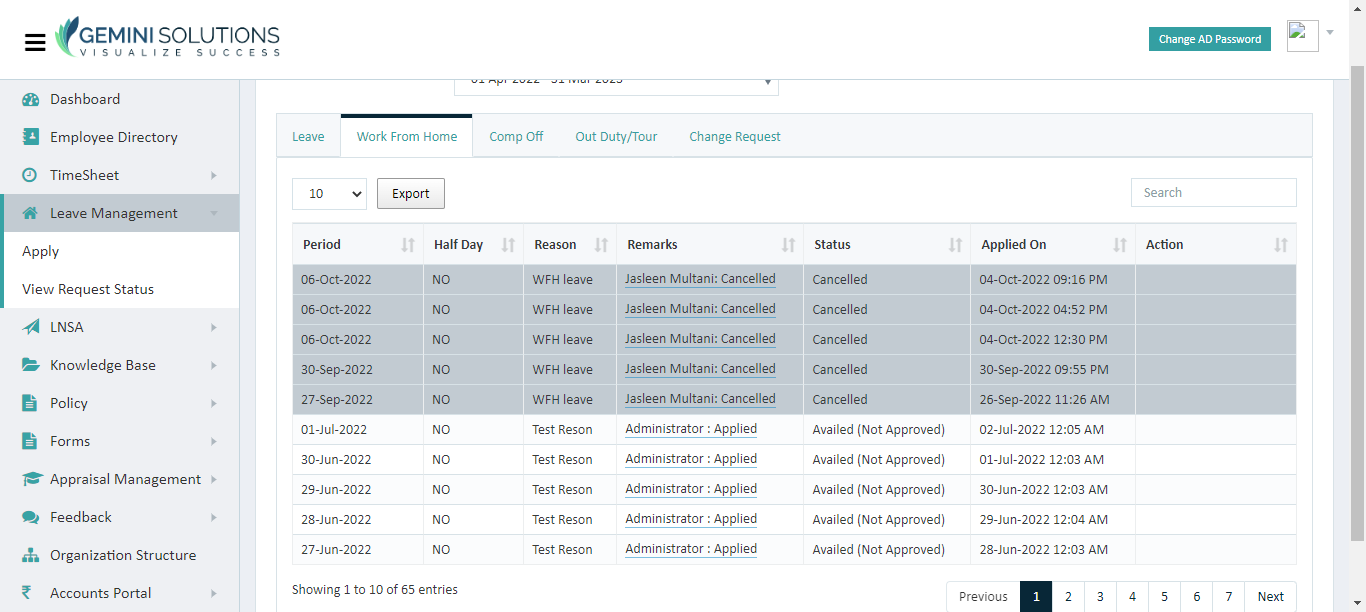 GEMINI SOLUTIONS
VISUALIZE SUCCESS
Change AD Password
01 Apr 2022 - 31 Mar 2023
Dashboard
Employee Directory
TimeSheet
Leave Management
Apply
View Request Status
LNSA
Knowledge Base
Policy
Forms
Appraisal Management
Feedback
Organization Structure
Accounts Portal
Leave Work From Home Comp Off Out Duty/Tour Change Request
10 Export Search
Period Half Day Reason Remarks Status Applied On Action
06-Oct-2022 NO WFH leave Jasleen Multani: Cancelled Cancelled 04-Oct-2022 09:16 PM
06-Oct-2022 NO WFH leave Jasleen Multani: Cancelled Cancelled 04-Oct-2022 04:52 PM
06-Oct-2022 NO WFH leave Jasleen Multani: Cancelled Cancelled 04-Oct-2022 12:30 PM
30-Sep-2022 NO WFH leave Jasleen Multani: Cancelled Cancelled 30-Sep-2022 09:55 PM
27-Sep-2022 NO WFH leave Jasleen Multani: Cancelled Cancelled 26-Sep-2022 11:26 AM
01-Jul-2022 NO Test Reson Administrator : Applied Availed (Not Approved) 02-Jul-2022 12:05 AM
30-Jun-2022 NO Test Reson Administrator : Applied Availed (Not Approved) 01-Jul-2022 12:03 AM
29-Jun-2022 NO Test Reson Administrator : Applied Availed (Not Approved) 30-Jun-2022 12:03 AM
28-Jun-2022 NO Test Reson Administrator : Applied Availed (Not Approved) 29-Jun-2022 12:04 AM
27-Jun-2022 NO Test Reson Administrator : Applied Availed (Not Approved) 28-Jun-2022 12:03 AM
Showing 1 to 10 of 65 entries
Previous 1 2 3 4 5 6 7 Next